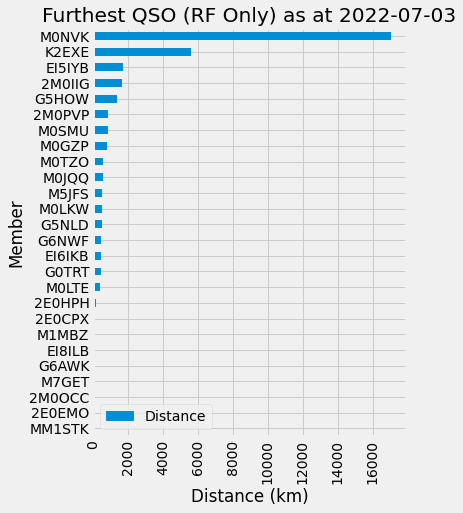 Furthest QSO (RF Only) as at 2022-07-03
M0NVK
K2EXE
EI5IYB
2M0IIG
G5HOW
2M0PVP
M0SMU
M0GZP
M0TZO
M0JQQ
M5JFS
M0LKW
G5NLD
G6NWF
EI6IKB
G0TRT
M0LTE
2E0HPH
2E0CPX
M1MBZ
EI8ILB
G6AWK
M7GET
2M0OCC
2E0EMO
MM1STK
Member
Distance
0
2000
4000
6000
8000
10000
12000
14000
16000
Distance (km)